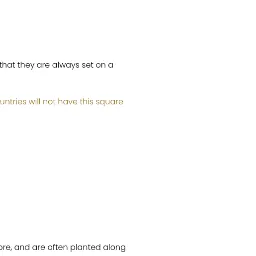 that they are always set on a
untries will not have this square
ore, and are often planted along